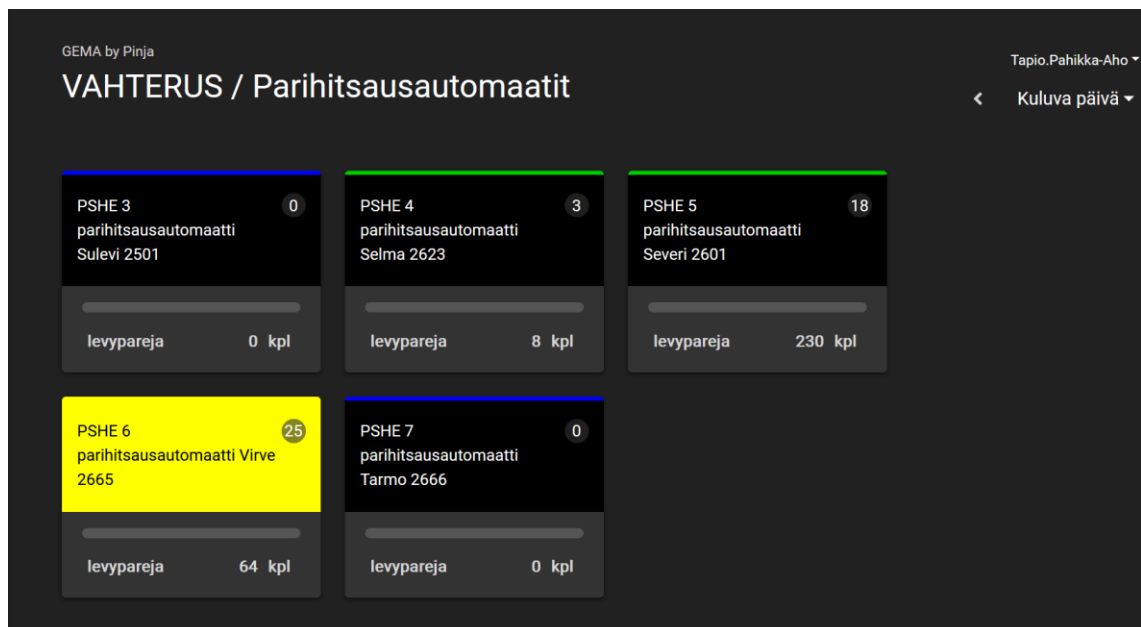 GEMA by Pinja
VAHTERUS / Parihitsausautomaatit
Tapio.Pahikka-Aho
Kuluva päivä
PSHE 3
parihitsausautomaatti
Sulevi 2501
0
levypareja 0 kpl
PSHE 4
parihitsausautomaatti
Selma 2623
3
levypareja 8 kpl
PSHE 5
parihitsausautomaatti
Severi 2601
18
levypareja 230 kpl
PSHE 6
parihitsausautomaatti Virve
2665
25
levypareja 64 kpl
PSHE 7
parihitsausautomaatti
Tarmo 2666
0
levypareja 0 kpl